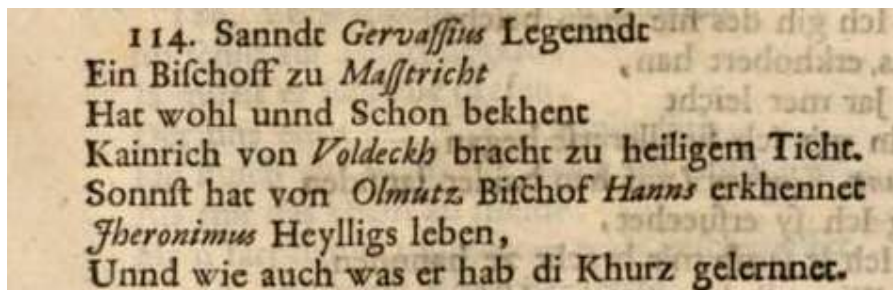 114. Sanndt Gervaſſius Legenndt
Ein Biſchoff zu Maſſtricht
Hat wohl unnd Schon bekhent
Kainrich von Voldeckh bracht zu heiligem Ticht.
Sonnſt hat von Olmutz Biſchof Hanns erkhennet
Jheronimus Heylligs leben,
Unnd wie auch was er hab di Khurz gelernnet.